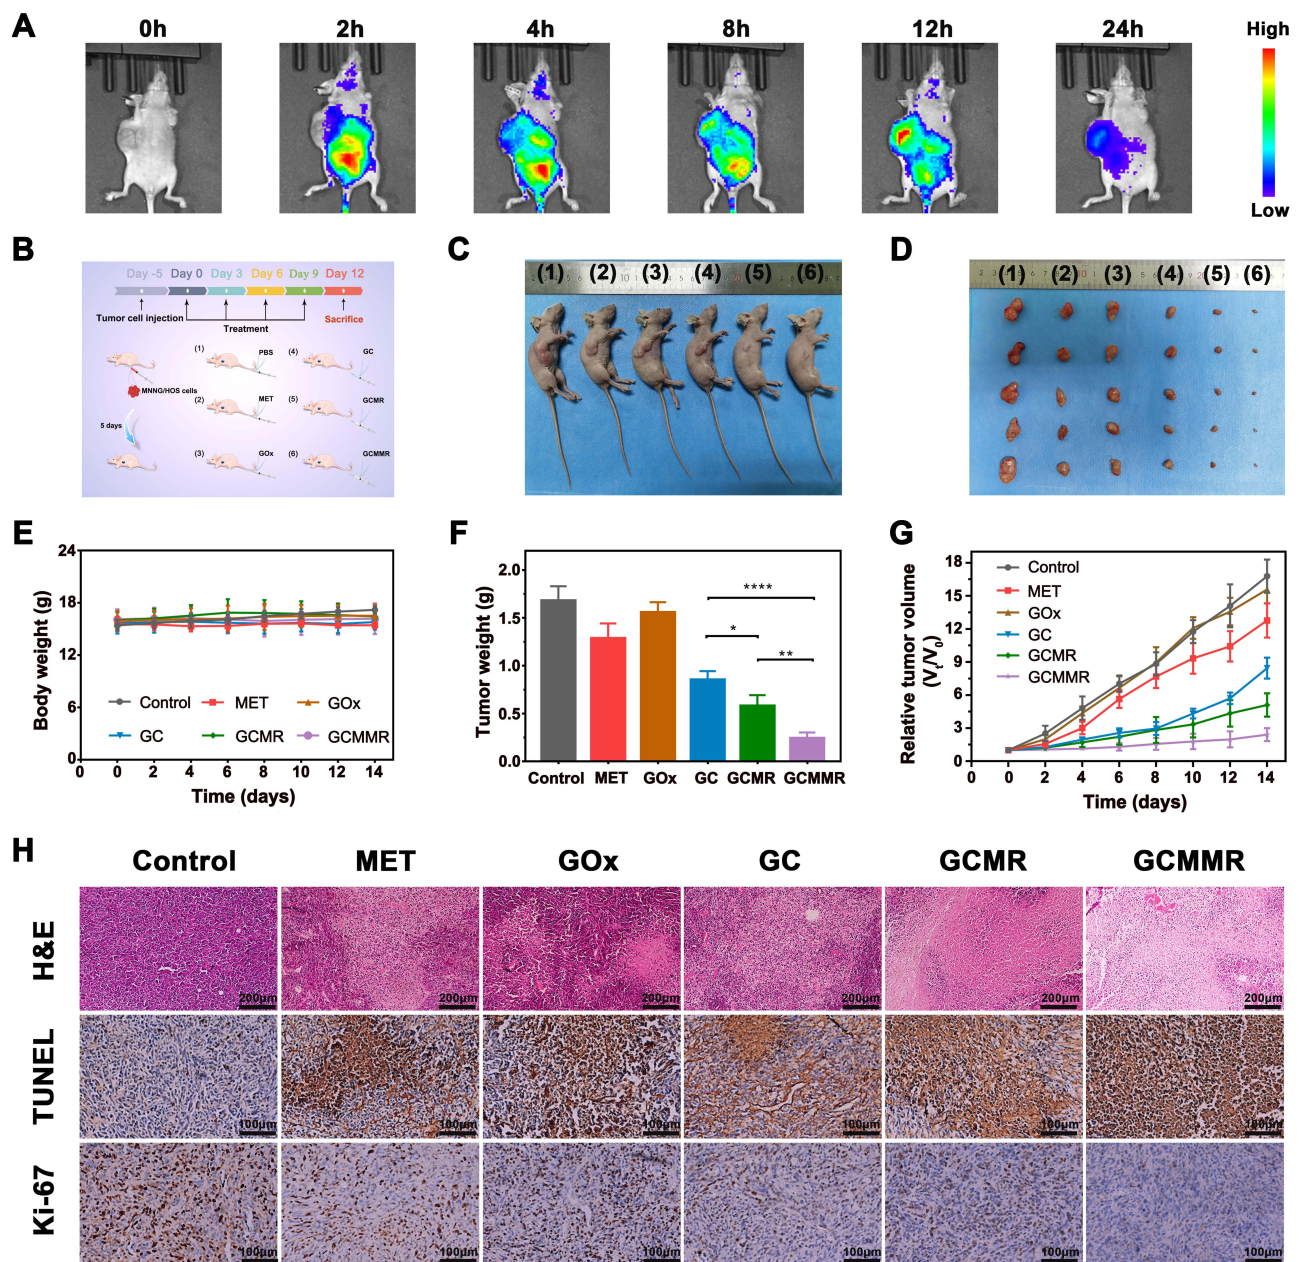 A
0h 2h 4h 8h 12h 24h
High
Low
B
Day -5 Day 0 Day 3 Day 6 Day 9 Day 12
Tumor cell injection
Treatment
Sacrifice
(1) PBS (4) GC
MNNG/HOS cells
(2) MET (5) GCMR
5 days
(3) GOx (6) GCMMR
C
(1) (2) (3) (4) (5) (6)
D
(1) (2) (3) (4) (5) (6)
E
Body weight (g)
24
18
12
6
0
Control MET GOx
GC GCMR GCMMR
0 2 4 6 8 10 12 14
Time (days)
F
Tumor weight (g)
2.0
1.5
1.0
0.5
0.0
****
*
**
Control MET GOx GC GCMR GCMMR
G
Relative tumor volume
(Vt/V0)
18
15
12
9
6
3
0
Control
MET
GOx
GC
GCMR
GCMMR
0 2 4 6 8 10 12 14
Time (days)
H
Control MET GOx GC GCMR GCMMR
H&E
200μm 200μm 200μm 200μm 200μm 200μm
TUNEL
100μm 100μm 100μm 100μm 100μm 100μm
Ki-67
100μm 100μm 100μm 100μm 100μm 100μm